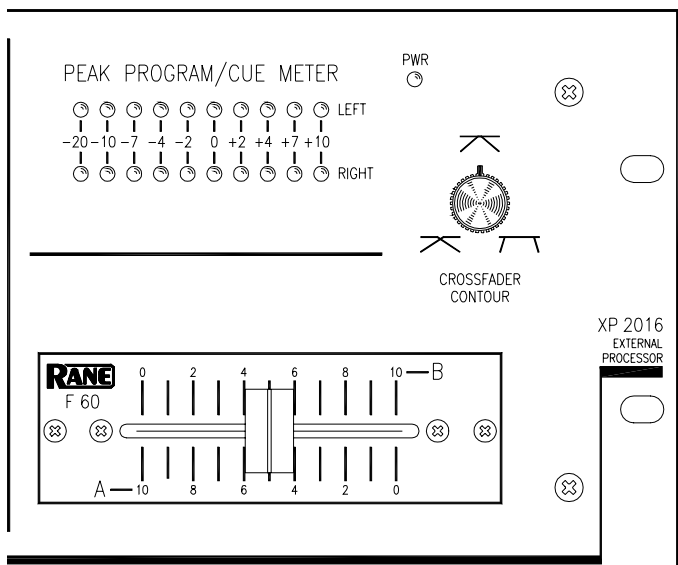 PWR
PEAK PROGRAM/CUE METER
LEFT
-20 -10 -7 -4 -2 0 +2 +4 +7 +10
RIGHT
CROSSFADER
CONTOUR
XP 2016
EXTERNAL
PROCESSOR
RANE
F 60
0 2 4 6 8 10 B
A 10 8 6 4 2 0